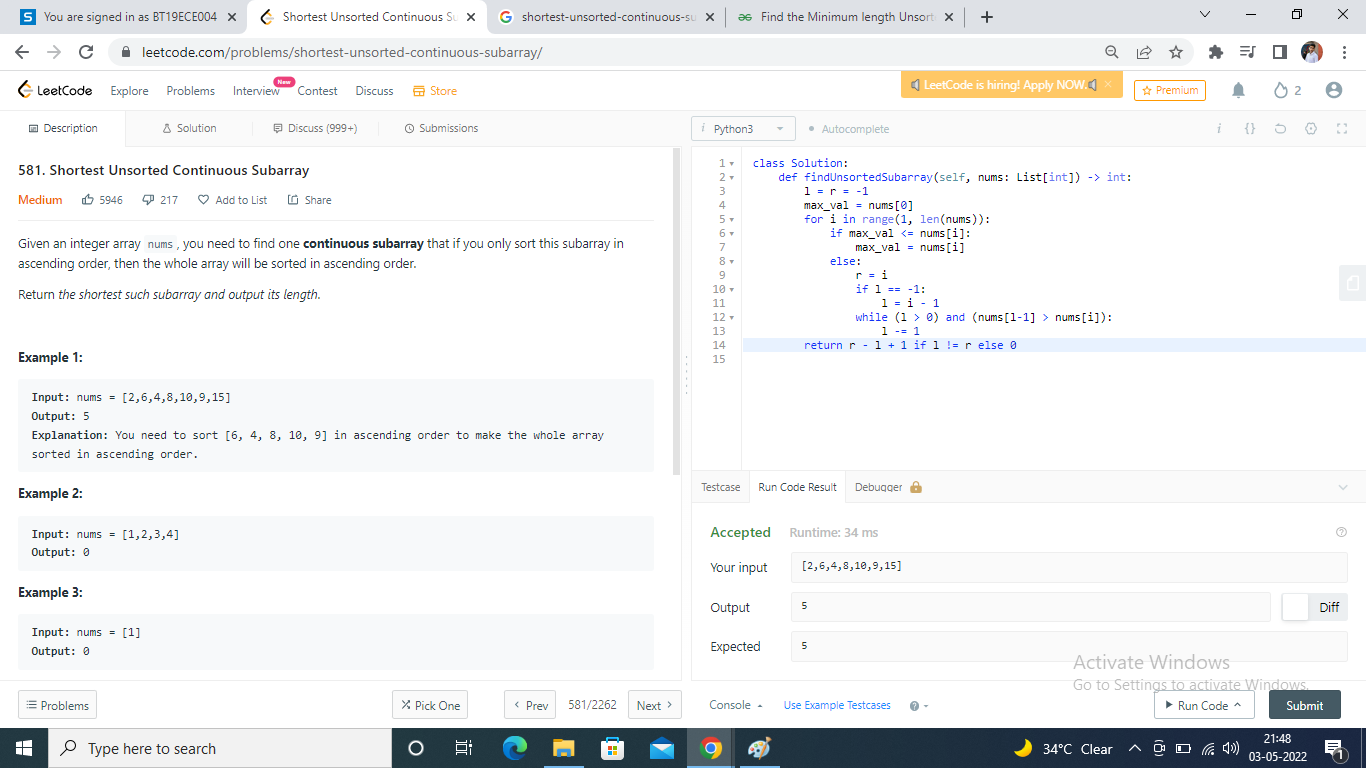 You are signed in as BT19ECE004
Shortest Unsorted Continuous Su
shortest-unsorted-continuous-su
Find the Minimum length Unsort
leetcode.com/problems/shortest-unsorted-continuous-subarray/
LeetCode Explore Problems Interview New Contest Discuss Store
LeetCode is hiring! Apply NOW.
Premium
2
Description Solution Discuss (999+) Submissions
i Python3 Autocomplete
i {}
581. Shortest Unsorted Continuous Subarray
Medium 5946 217 Add to List Share
Given an integer array nums, you need to find one continuous subarray that if you only sort this subarray in
ascending order, then the whole array will be sorted in ascending order.
Return the shortest such subarray and output its length.
Example 1:
Input: nums = [2,6,4,8,10,9,15]
Output: 5
Explanation: You need to sort [6, 4, 8, 10, 9] in ascending order to make the whole array
sorted in ascending order.
Example 2:
Input: nums = [1,2,3,4]
Output: 0
Example 3:
Input: nums = [1]
Output: 0
Problems Pick One Prev 581/2262 Next
1 class Solution:
2 def findUnsortedSubarray(self, nums: List[int]) -> int:
3 l = r = -1
4 max_val = nums[0]
5 for i in range(1, len(nums)):
6 if max_val <= nums[i]:
7 max_val = nums[i]
8 else:
9 r = i
10 if l == -1:
11 l = i - 1
12 while (l > 0) and (nums[l-1] > nums[i]):
13 l -= 1
14 return r - l + 1 if l != r else 0
15
Testcase Run Code Result Debugger
Accepted Runtime: 34 ms
Your input [2,6,4,8,10,9,15]
Output 5 Diff
Expected 5
Activate Windows
Go to Settings to activate Windows.
Console Use Example Testcases Run Code Submit
Type here to search
34°C Clear
21:48
03-05-2022
1